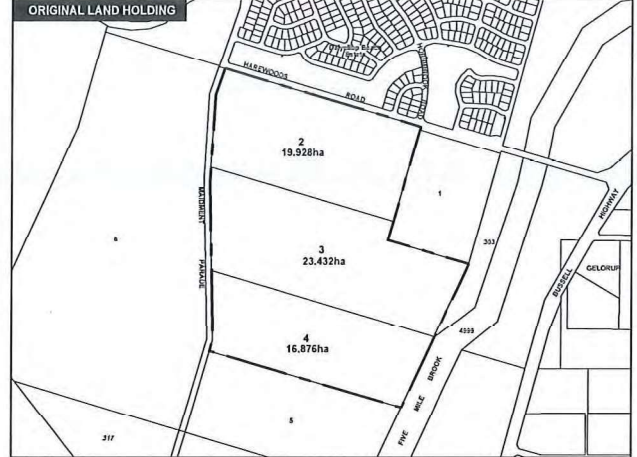 ORIGINAL LAND HOLDING
HAREWOODS
ROAD
2
19.928ha
1
MAIDMENT
PARADE
3
23.432ha
303
HIGHWAY
BUSSELL
GELORUP
4
16.876ha
4999
FIVE MILE BROOK
5
317